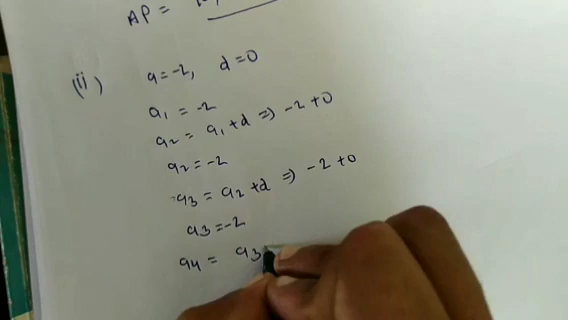 AP =
(ii) a = -2, d = 0
a1 = -2
a2 = a1 + d ⇒ -2 + 0
a2 = -2
a3 = a2 + d ⇒ -2 + 0
a3 = -2
a4 = a3